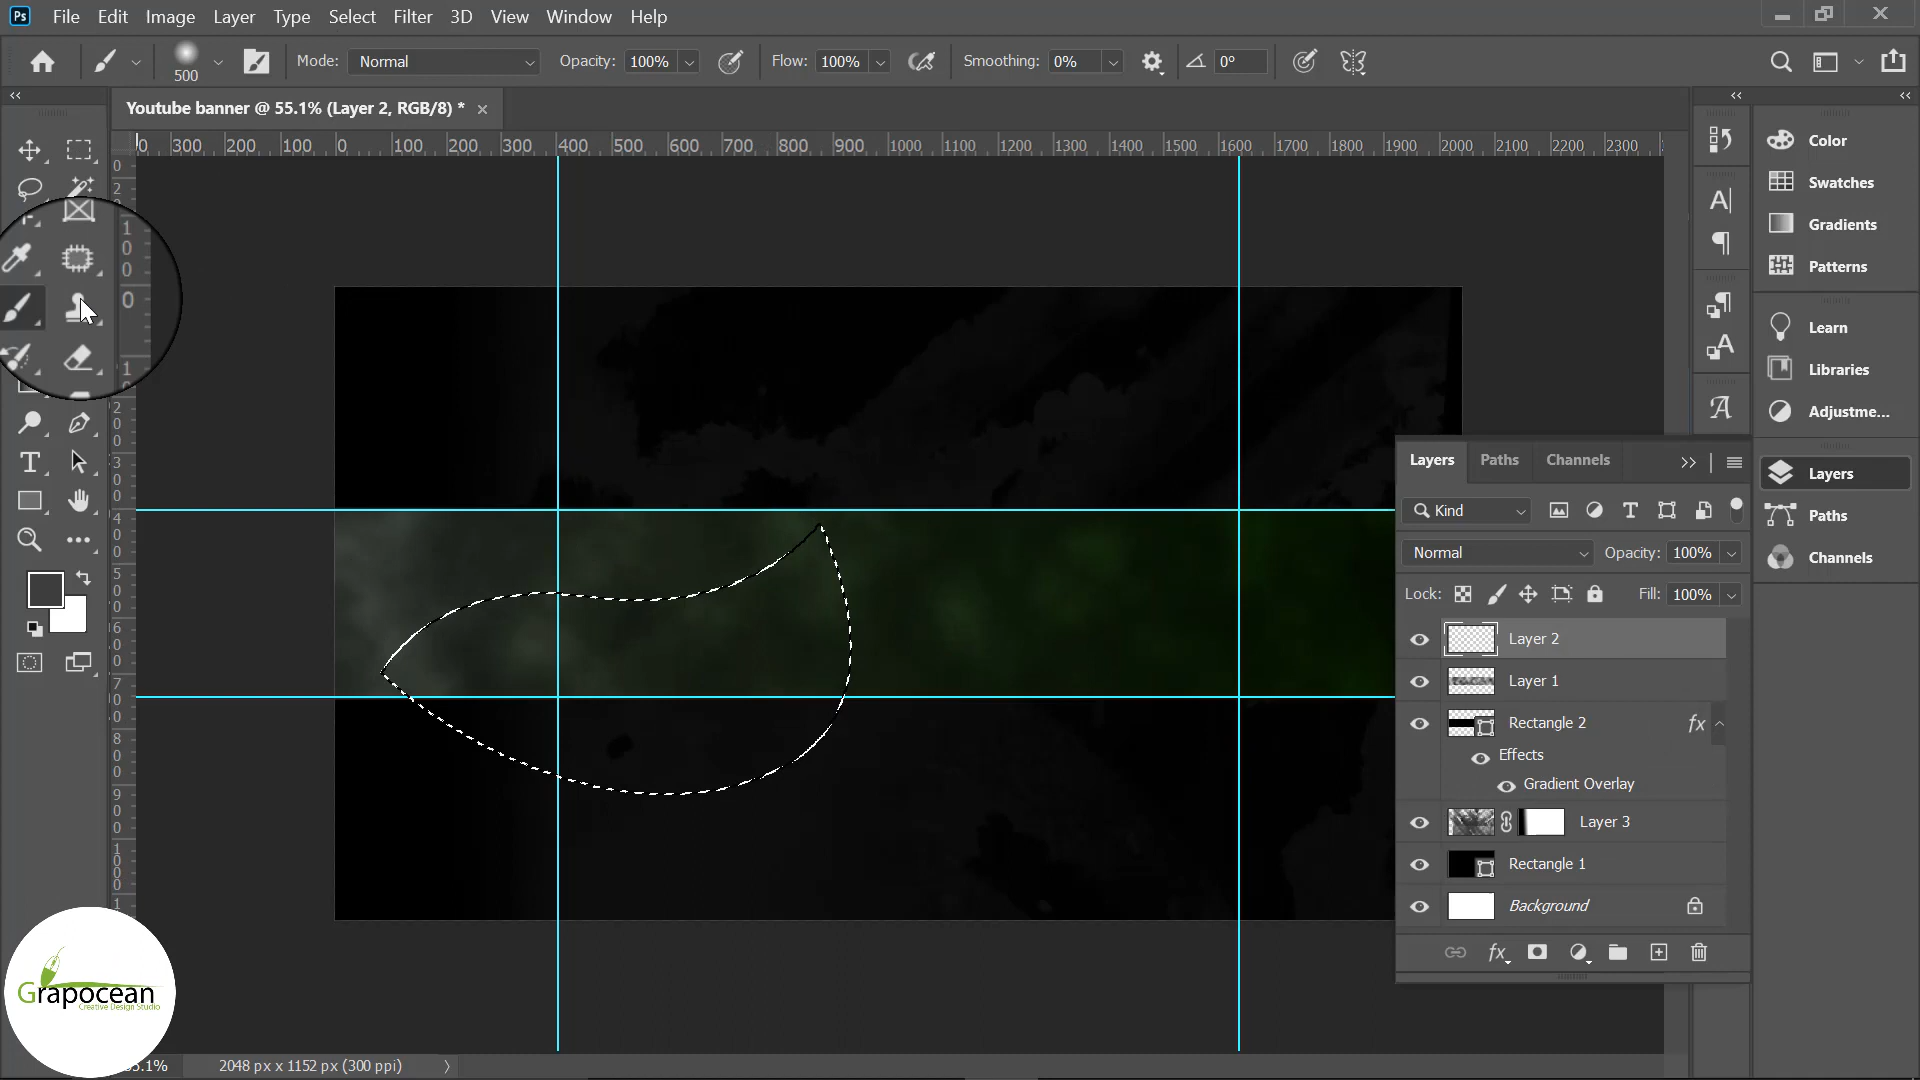 Ps File Edit Image Layer Type Select Filter 3D View Window Help
500 Mode: Normal Opacity: 100% Flow: 100% Smoothing: 0% 0°
Youtube banner @ 55.1% (Layer 2, RGB/8) *
0 300 200 100 0 100 200 300 400 500 600 700 800 900 1000 1100 1200 1300 1400 1500 1600 1700 1800 1900 2000 2100 2200 2300
Color
Swatches
Gradients
Patterns
Learn
Libraries
Adjustme...
Layers
Paths
Channels
Layers Paths Channels
Kind
Normal Opacity: 100%
Lock: Fill: 100%
Layer 2
Layer 1
Rectangle 2 fx
Effects
Gradient Overlay
Layer 3
Rectangle 1
Background
fx
Grapocean
Creative Design Studio
2048 px x 1152 px (300 ppi)